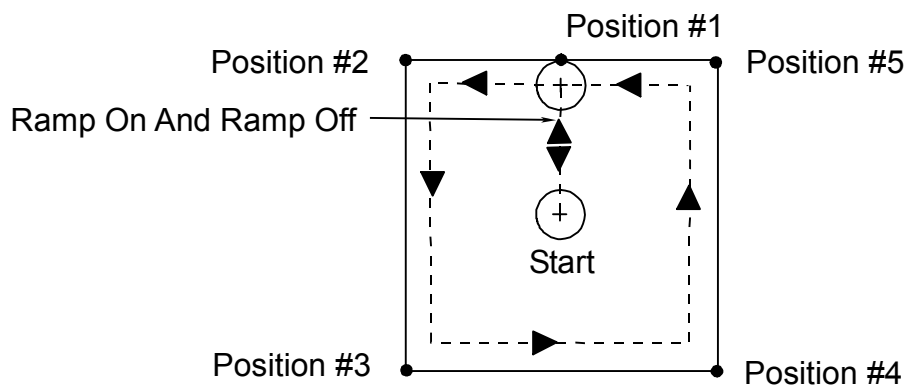 Position #1
Position #2
Position #5
Ramp On And Ramp Off
Start
Position #3
Position #4